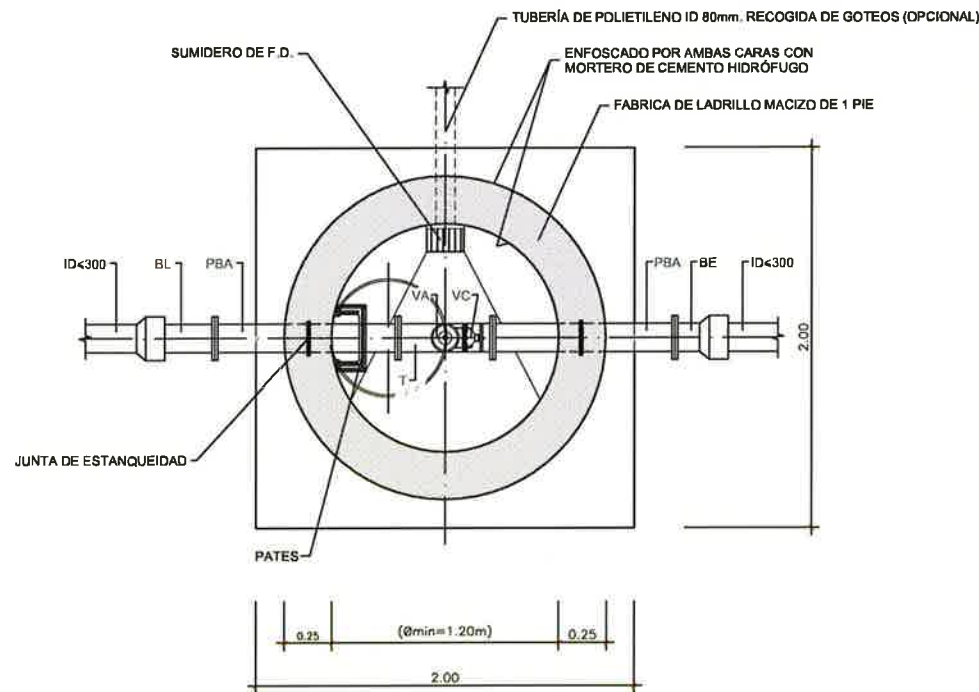 TUBERÍA DE POLIETILENO ID 80mm. RECOGIDA DE GOTEOS (OPCIONAL)
SUMIDERO DE F.D.
ENFOSCADO POR AMBAS CARAS CON
MORTERO DE CEMENTO HIDRÓFUGO
FABRICA DE LADRILLO MACIZO DE 1 PIE
ID<300
BL
PBA
VA
VC
PBA
BE
ID<300
2.00
T
JUNTA DE ESTANQUEIDAD
PATES
0.25
(Ømin=1.20m)
0.25
2.00